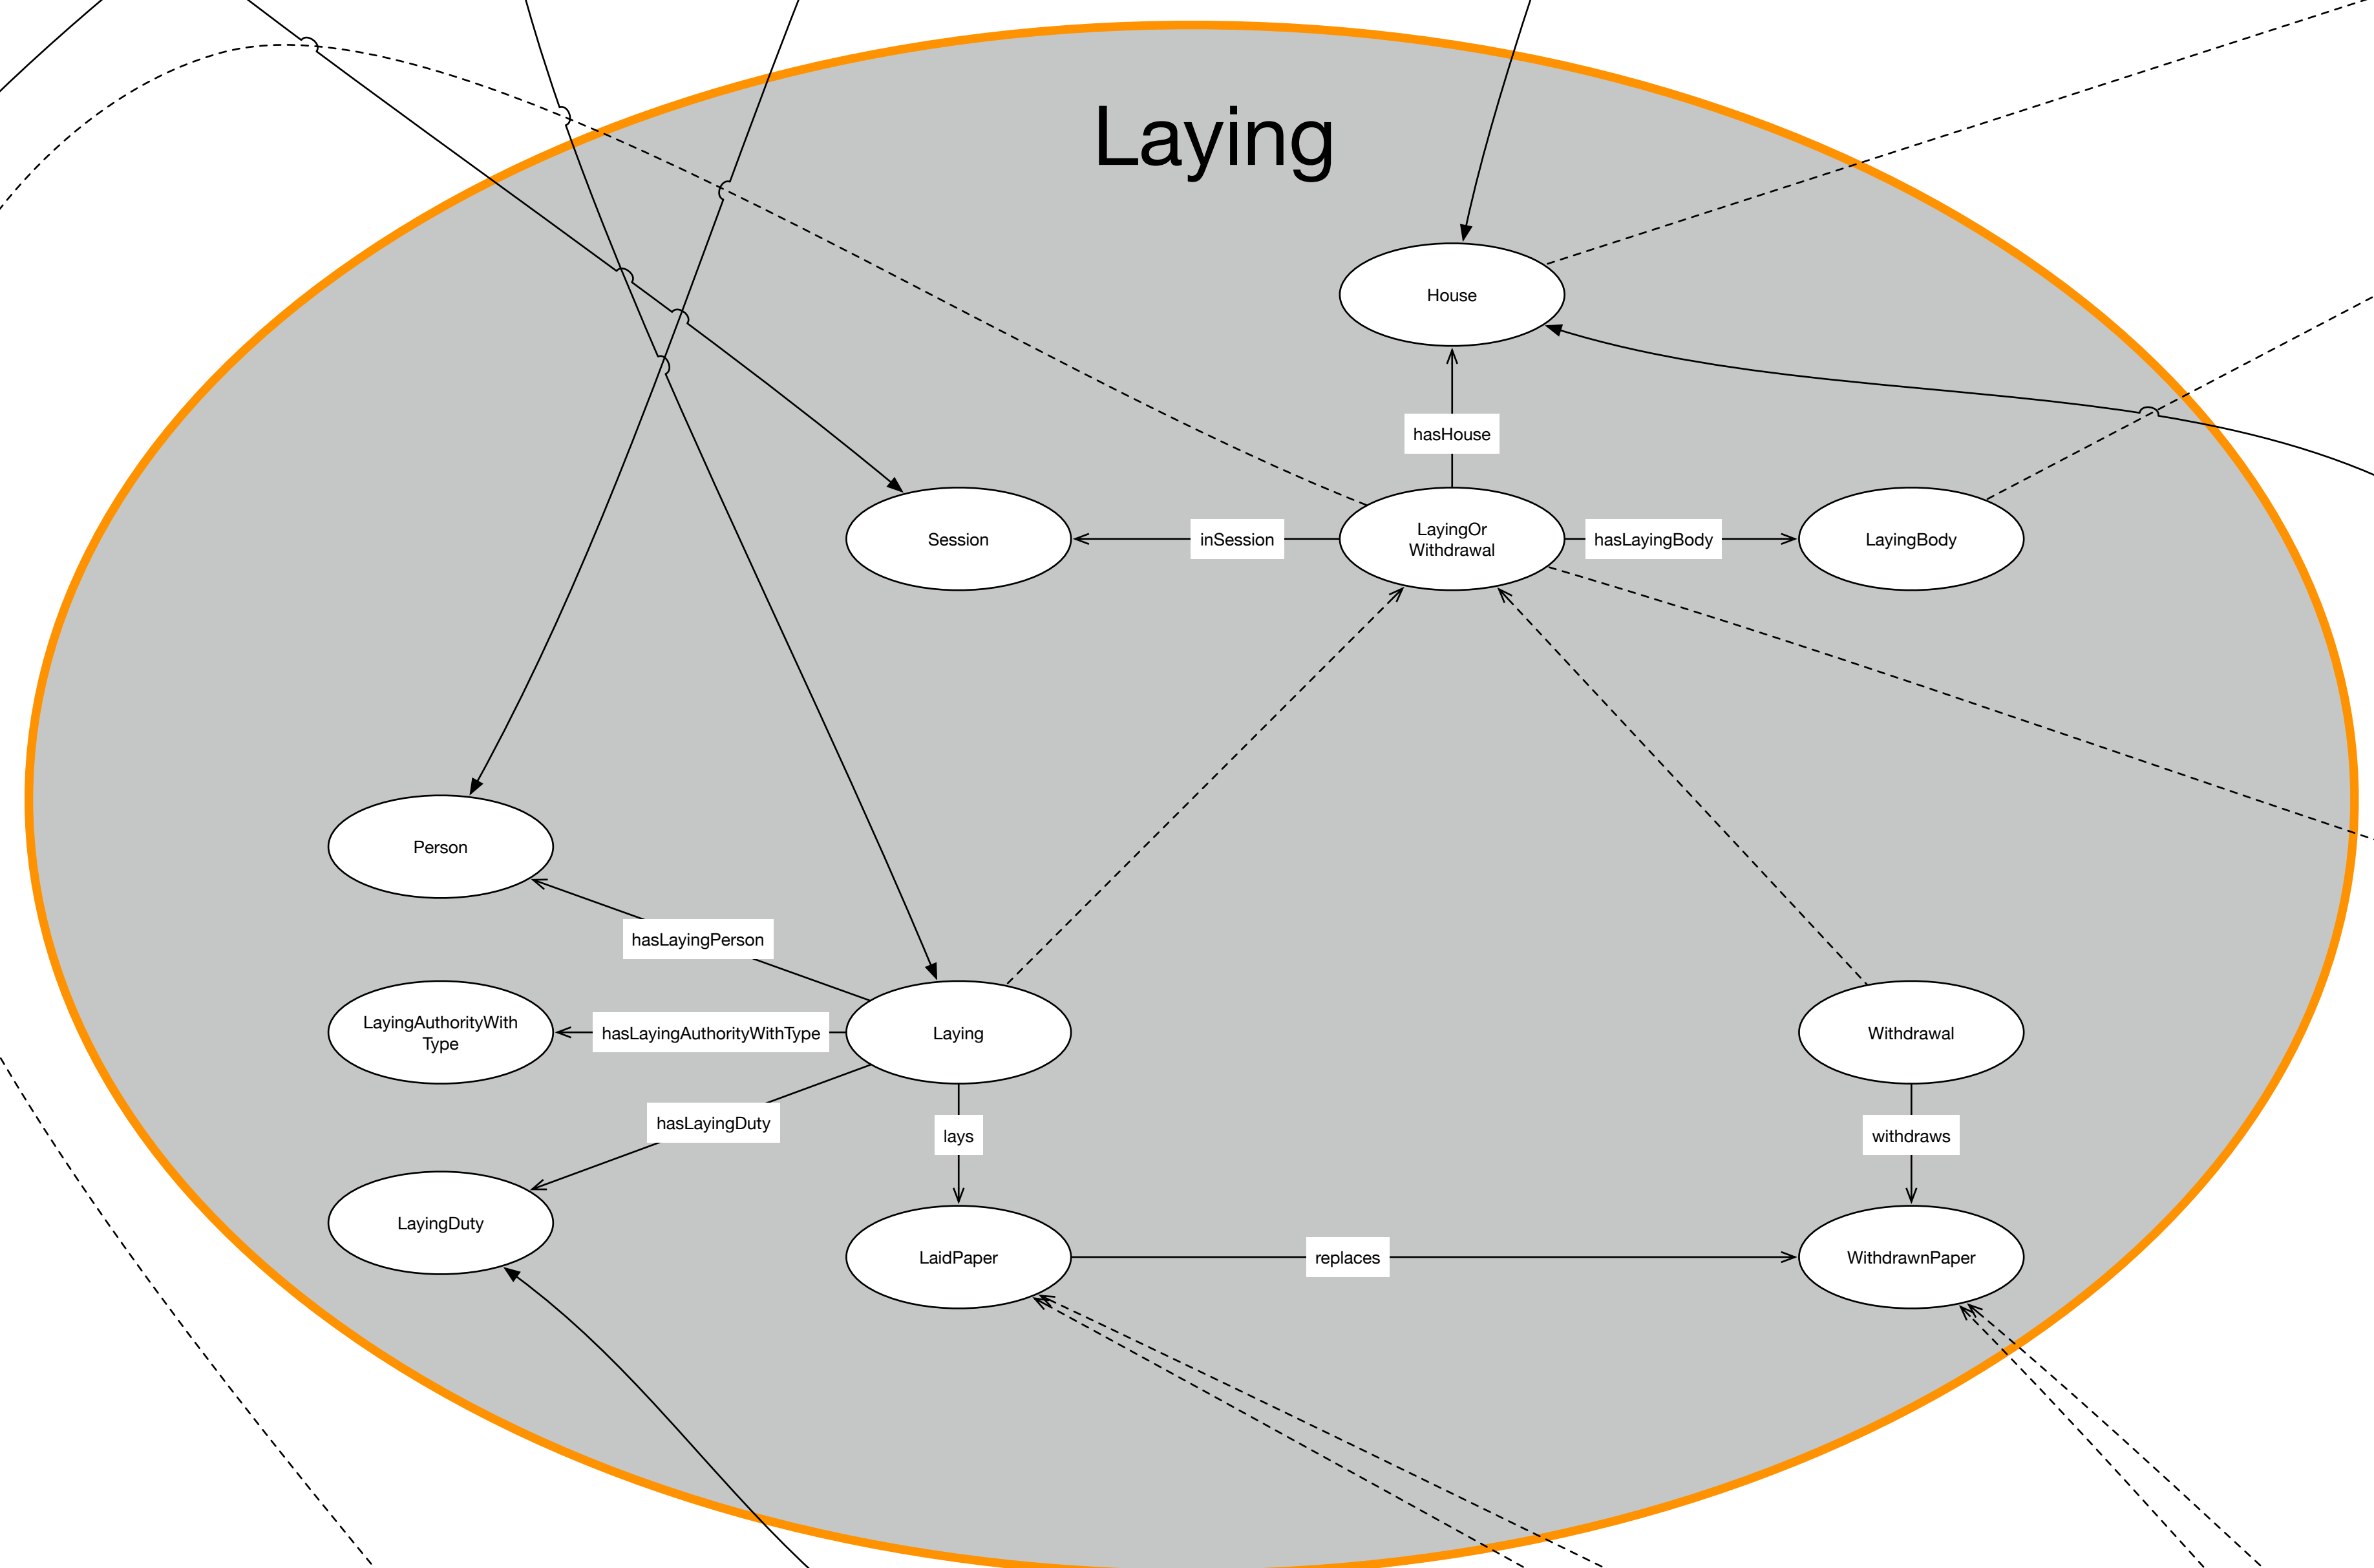 Laying
House
hasHouse
Session
inSession
LayingOr
Withdrawal
hasLayingBody
LayingBody
Person
hasLayingPerson
LayingAuthorityWith
Type
hasLayingAuthorityWithType
Laying
Withdrawal
hasLayingDuty
lays
withdraws
LayingDuty
LaidPaper
replaces
WithdrawnPaper